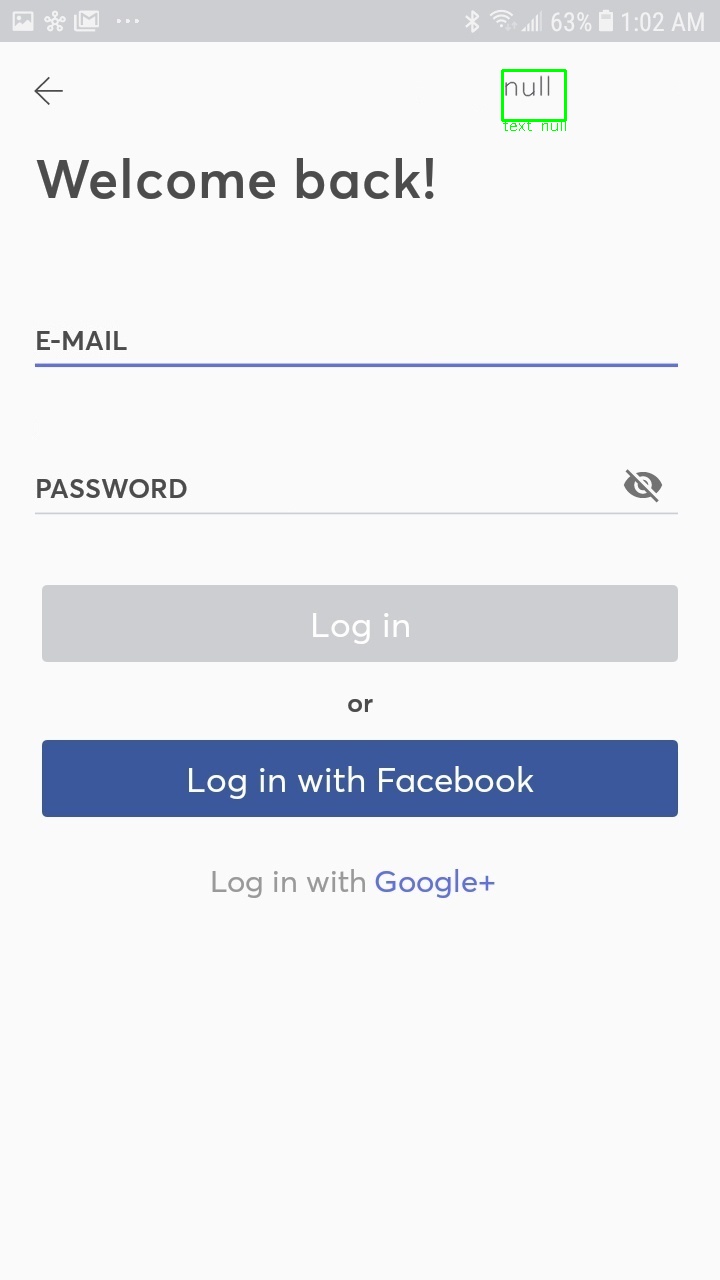 63% 1:02 AM
null
text null
Welcome back!
E-MAIL
PASSWORD
Log in
or
Log in with Facebook
Log in with Google+